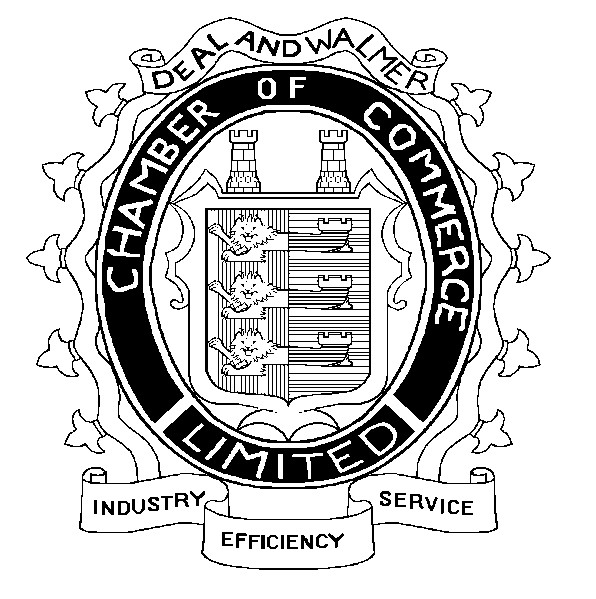 DEAL AND WALMER
CHAMBER OF COMMERCE
LIMITED
INDUSTRY
EFFICIENCY
SERVICE